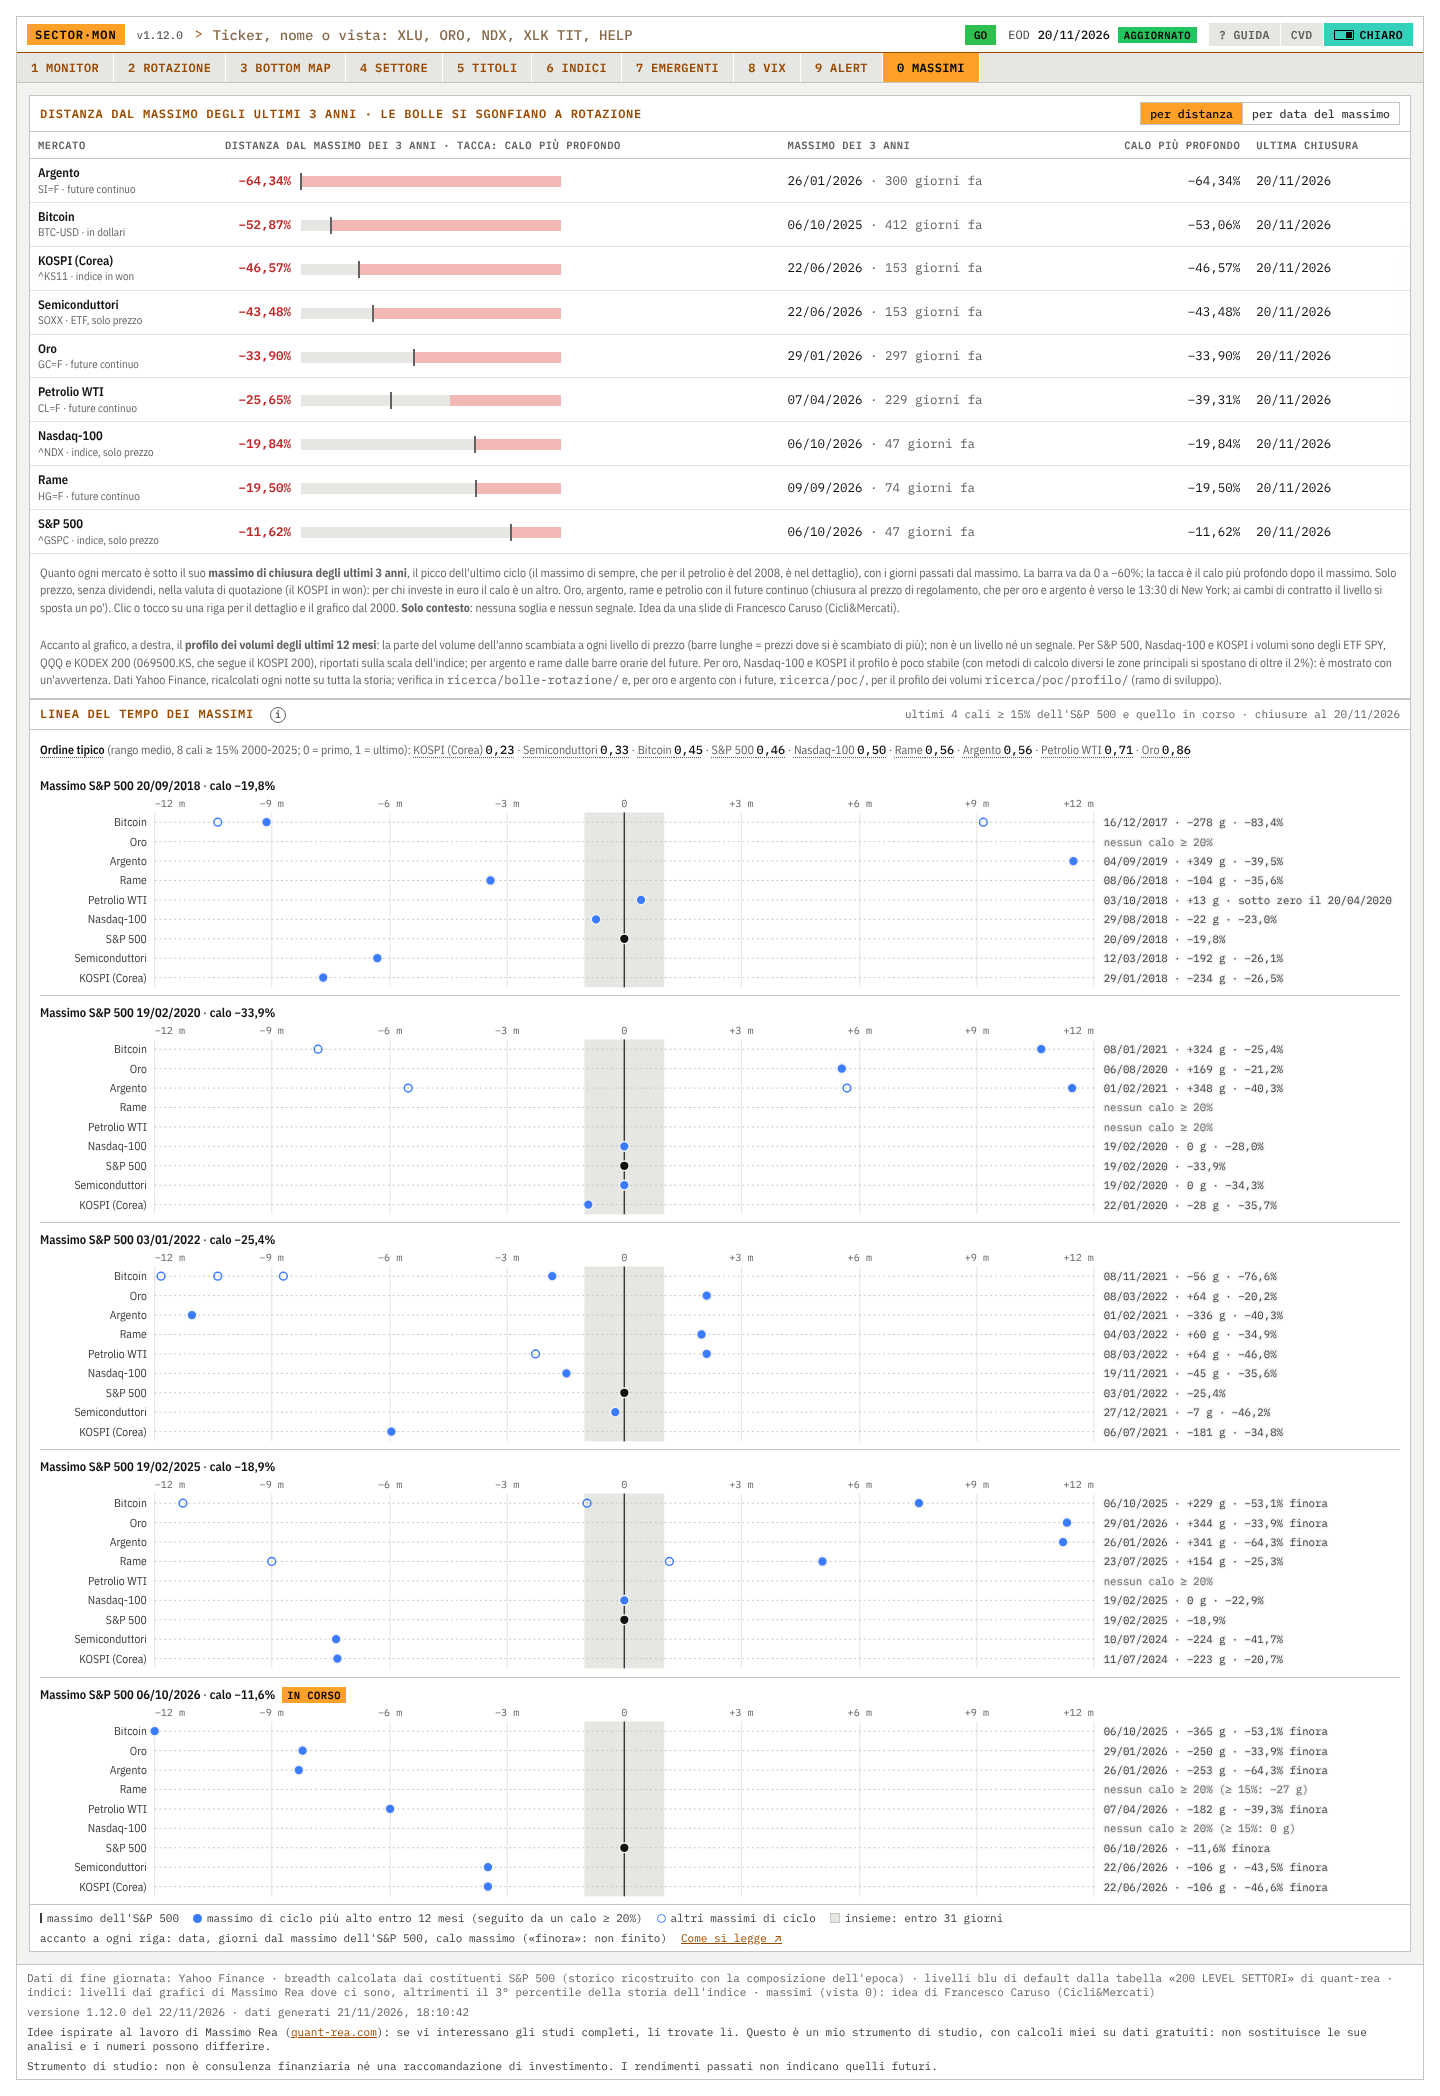 SECTOR·MON v1.12.0 > Ticker, nome o vista: XLU, ORO, NDX, XLK TIT, HELP GO EOD 20/11/2026 AGGIORNATO ? GUIDA CVD CHIARO
1 MONITOR 2 ROTAZIONE 3 BOTTOM MAP 4 SETTORE 5 TITOLI 6 INDICI 7 EMERGENTI 8 VIX 9 ALERT 0 MASSIMI
DISTANZA DAL MASSIMO DEGLI ULTIMI 3 ANNI · LE BOLLE SI SGONFIANO A ROTAZIONE per distanza per data del massimo
MERCATO DISTANZA DAL MASSIMO DEI 3 ANNI · TACCA: CALO PIÙ PROFONDO MASSIMO DEI 3 ANNI CALO PIÙ PROFONDO ULTIMA CHIUSURA
Argento
SI=F · future continuo
−64,34% 26/01/2026 · 300 giorni fa −64,34% 20/11/2026
Bitcoin
BTC-USD · in dollari
−52,87% 06/10/2025 · 412 giorni fa −53,06% 20/11/2026
KOSPI (Corea)
^KS11 · indice in won
−46,57% 22/06/2026 · 153 giorni fa −46,57% 20/11/2026
Semiconduttori
SOXX · ETF, solo prezzo
−43,48% 22/06/2026 · 153 giorni fa −43,48% 20/11/2026
Oro
GC=F · future continuo
−33,90% 29/01/2026 · 297 giorni fa −33,90% 20/11/2026
Petrolio WTI
CL=F · future continuo
−25,65% 07/04/2026 · 229 giorni fa −39,31% 20/11/2026
Nasdaq-100
^NDX · indice, solo prezzo
−19,84% 06/10/2026 · 47 giorni fa −19,84% 20/11/2026
Rame
HG=F · future continuo
−19,50% 09/09/2026 · 74 giorni fa −19,50% 20/11/2026
S&P 500
^GSPC · indice, solo prezzo
−11,62% 06/10/2026 · 47 giorni fa −11,62% 20/11/2026
Quanto ogni mercato è sotto il suo massimo di chiusura degli ultimi 3 anni, il picco dell'ultimo ciclo (il massimo di sempre, che per il petrolio è del 2008, è nel dettaglio), con i giorni passati dal massimo. La barra va da 0 a −60%; la tacca è il calo più profondo dopo il massimo. Solo
prezzo, senza dividendi, nella valuta di quotazione (il KOSPI in won): per chi investe in euro il calo è un altro. Oro, argento, rame e petrolio con il future continuo (chiusura al prezzo di regolamento, che per oro e argento è verso le 13:30 di New York; ai cambi di contratto il livello si
sposta un po'). Clic o tocco su una riga per il dettaglio e il grafico dal 2000. Solo contesto: nessuna soglia e nessun segnale. Idea da una slide di Francesco Caruso (Cicli&Mercati).
Accanto al grafico, a destra, il profilo dei volumi degli ultimi 12 mesi: la parte del volume dell'anno scambiata a ogni livello di prezzo (barre lunghe = prezzi dove si è scambiato di più); non è un livello né un segnale. Per S&P 500, Nasdaq-100 e KOSPI i volumi sono degli ETF SPY,
QQQ e KODEX 200 (069500.KS, che segue il KOSPI 200), riportati sulla scala dell'indice; per argento e rame dalle barre orarie del future. Per oro, Nasdaq-100 e KOSPI il profilo è poco stabile (con metodi di calcolo diversi le zone principali si spostano di oltre il 2%): è mostrato con
un'avvertenza. Dati Yahoo Finance, ricalcolati ogni notte su tutta la storia; verifica in ricerca/bolle-rotazione/ e, per oro e argento con i future, ricerca/poc/, per il profilo dei volumi ricerca/poc/profilo/ (ramo di sviluppo).
LINEA DEL TEMPO DEI MASSIMI i ultimi 4 cali ≥ 15% dell'S&P 500 e quello in corso · chiusure al 20/11/2026
Ordine tipico (rango medio, 8 cali ≥ 15% 2000-2025; 0 = primo, 1 = ultimo): KOSPI (Corea) 0,23 · Semiconduttori 0,33 · Bitcoin 0,45 · S&P 500 0,46 · Nasdaq-100 0,50 · Rame 0,56 · Argento 0,56 · Petrolio WTI 0,71 · Oro 0,86
Massimo S&P 500 20/09/2018 · calo −19,8%
−12 m −9 m −6 m −3 m 0 +3 m +6 m +9 m +12 m
Bitcoin 16/12/2017 · −278 g · −83,4%
Oro nessun calo ≥ 20%
Argento 04/09/2019 · +349 g · −39,5%
Rame 08/06/2018 · −104 g · −35,6%
Petrolio WTI 03/10/2018 · +13 g · sotto zero il 20/04/2020
Nasdaq-100 29/08/2018 · −22 g · −23,0%
S&P 500 20/09/2018 · −19,8%
Semiconduttori 12/03/2018 · −192 g · −26,1%
KOSPI (Corea) 29/01/2018 · −234 g · −26,5%
Massimo S&P 500 19/02/2020 · calo −33,9%
−12 m −9 m −6 m −3 m 0 +3 m +6 m +9 m +12 m
Bitcoin 08/01/2021 · +324 g · −25,4%
Oro 06/08/2020 · +169 g · −21,2%
Argento 01/02/2021 · +348 g · −40,3%
Rame nessun calo ≥ 20%
Petrolio WTI nessun calo ≥ 20%
Nasdaq-100 19/02/2020 · 0 g · −28,0%
S&P 500 19/02/2020 · −33,9%
Semiconduttori 19/02/2020 · 0 g · −34,3%
KOSPI (Corea) 22/01/2020 · −28 g · −35,7%
Massimo S&P 500 03/01/2022 · calo −25,4%
−12 m −9 m −6 m −3 m 0 +3 m +6 m +9 m +12 m
Bitcoin 08/11/2021 · −56 g · −76,6%
Oro 08/03/2022 · +64 g · −20,2%
Argento 01/02/2021 · −336 g · −40,3%
Rame 04/03/2022 · +60 g · −34,9%
Petrolio WTI 08/03/2022 · +64 g · −46,0%
Nasdaq-100 19/11/2021 · −45 g · −35,6%
S&P 500 03/01/2022 · −25,4%
Semiconduttori 27/12/2021 · −7 g · −46,2%
KOSPI (Corea) 06/07/2021 · −181 g · −34,8%
Massimo S&P 500 19/02/2025 · calo −18,9%
−12 m −9 m −6 m −3 m 0 +3 m +6 m +9 m +12 m
Bitcoin 06/10/2025 · +229 g · −53,1% finora
Oro 29/01/2026 · +344 g · −33,9% finora
Argento 26/01/2026 · +341 g · −64,3% finora
Rame 23/07/2025 · +154 g · −25,3%
Petrolio WTI nessun calo ≥ 20%
Nasdaq-100 19/02/2025 · 0 g · −22,9%
S&P 500 19/02/2025 · −18,9%
Semiconduttori 10/07/2024 · −224 g · −41,7%
KOSPI (Corea) 11/07/2024 · −223 g · −20,7%
Massimo S&P 500 06/10/2026 · calo −11,6% IN CORSO
−12 m −9 m −6 m −3 m 0 +3 m +6 m +9 m +12 m
Bitcoin 06/10/2025 · −365 g · −53,1% finora
Oro 29/01/2026 · −250 g · −33,9% finora
Argento 26/01/2026 · −253 g · −64,3% finora
Rame nessun calo ≥ 20% (≥ 15%: −27 g)
Petrolio WTI 07/04/2026 · −182 g · −39,3% finora
Nasdaq-100 nessun calo ≥ 20% (≥ 15%: 0 g)
S&P 500 06/10/2026 · −11,6% finora
Semiconduttori 22/06/2026 · −106 g · −43,5% finora
KOSPI (Corea) 22/06/2026 · −106 g · −46,6% finora
massimo dell'S&P 500 massimo di ciclo più alto entro 12 mesi (seguito da un calo ≥ 20%) altri massimi di ciclo insieme: entro 31 giorni
accanto a ogni riga: data, giorni dal massimo dell'S&P 500, calo massimo («finora»: non finito) Come si legge ↗
Dati di fine giornata: Yahoo Finance · breadth calcolata dai costituenti S&P 500 (storico ricostruito con la composizione dell'epoca) · livelli blu di default dalla tabella «200 LEVEL SETTORI» di quant-rea ·
indici: livelli dai grafici di Massimo Rea dove ci sono, altrimenti il 3° percentile della storia dell'indice · massimi (vista 0): idea di Francesco Caruso (Cicli&Mercati)
versione 1.12.0 del 22/11/2026 · dati generati 21/11/2026, 18:10:42
Idee ispirate al lavoro di Massimo Rea (quant-rea.com): se vi interessano gli studi completi, li trovate lì. Questo è un mio strumento di studio, con calcoli miei su dati gratuiti: non sostituisce le sue
analisi e i numeri possono differire.
Strumento di studio: non è consulenza finanziaria né una raccomandazione di investimento. I rendimenti passati non indicano quelli futuri.